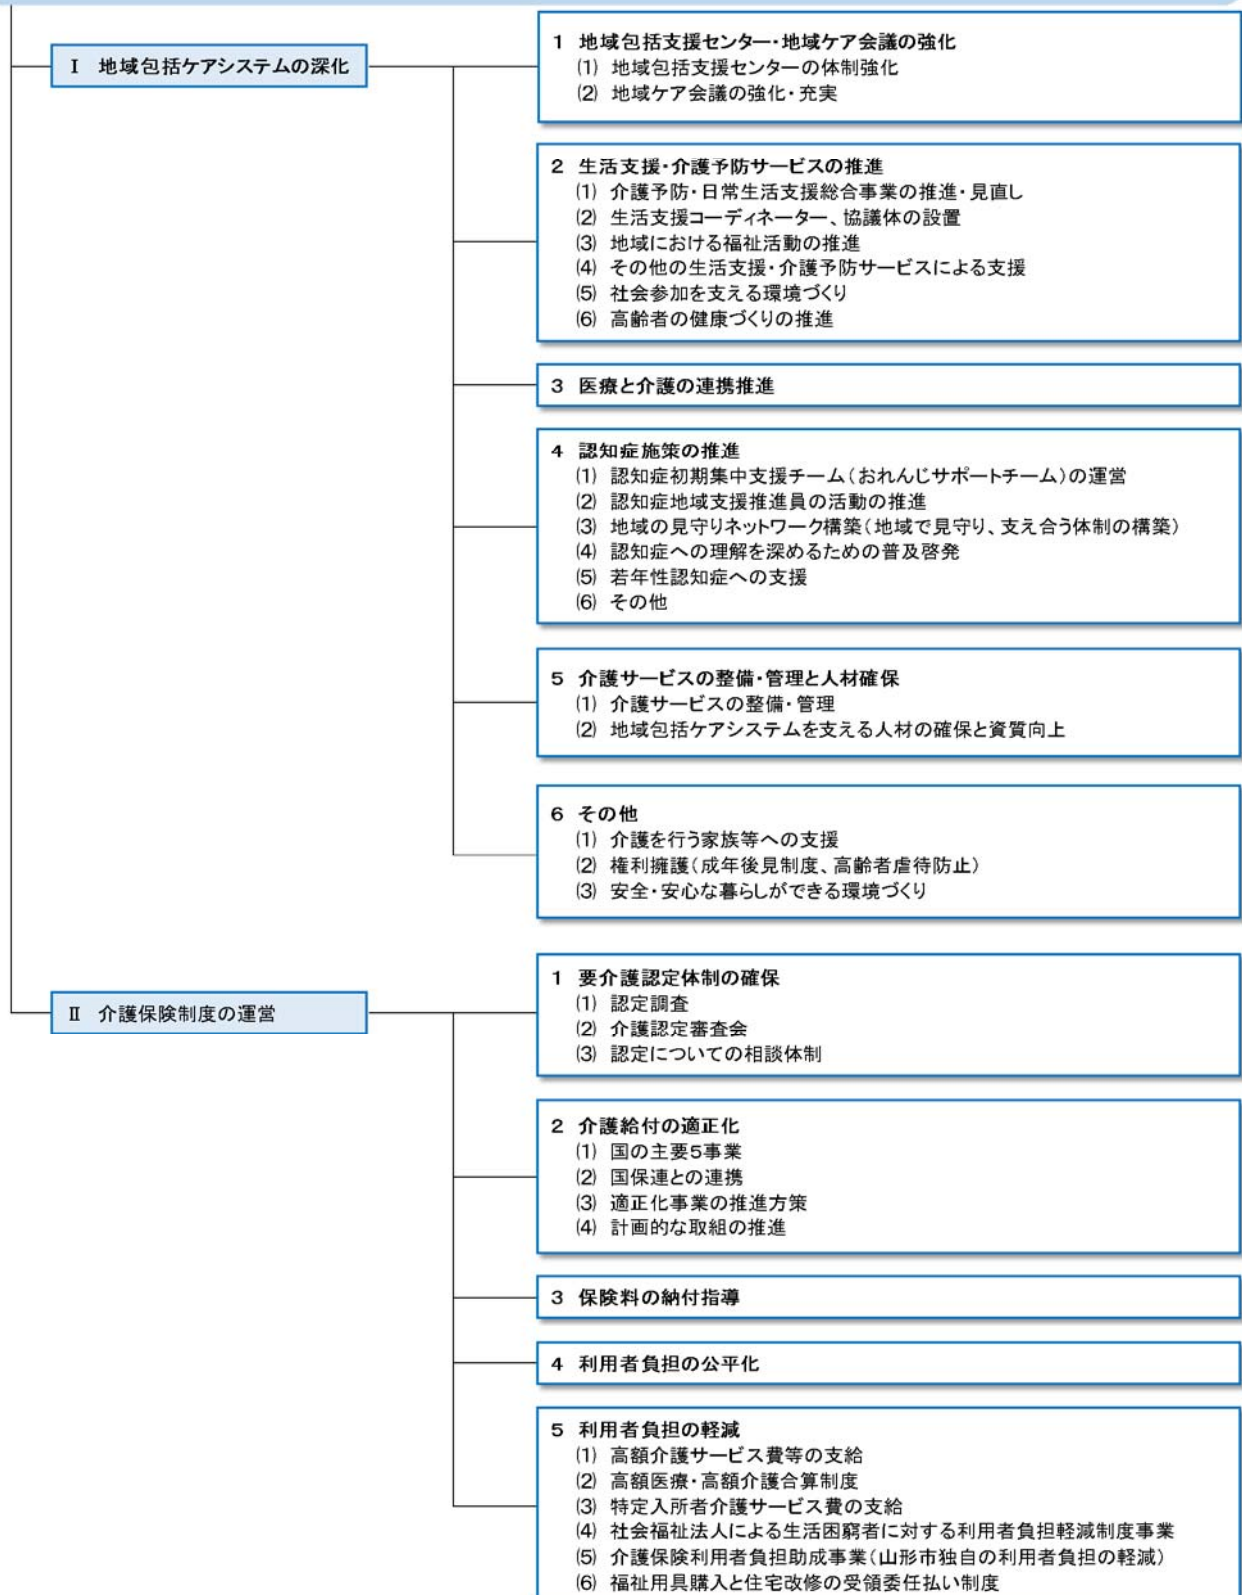 Ⅰ 地域包括ケアシステムの深化
1 地域包括支援センター・地域ケア会議の強化
(1) 地域包括支援センターの体制強化
(2) 地域ケア会議の強化・充実
2 生活支援・介護予防サービスの推進
(1) 介護予防・日常生活支援総合事業の推進・見直し
(2) 生活支援コーディネーター、協議体の設置
(3) 地域における福祉活動の推進
(4) その他の生活支援・介護予防サービスによる支援
(5) 社会参加を支える環境づくり
(6) 高齢者の健康づくりの推進
3 医療と介護の連携推進
4 認知症施策の推進
(1) 認知症初期集中支援チーム(おれんじサポートチーム)の運営
(2) 認知症地域支援推進員の活動の推進
(3) 地域の見守りネットワーク構築(地域で見守り、支え合う体制の構築)
(4) 認知症への理解を深めるための普及啓発
(5) 若年性認知症への支援
(6) その他
5 介護サービスの整備・管理と人材確保
(1) 介護サービスの整備・管理
(2) 地域包括ケアシステムを支える人材の確保と資質向上
6 その他
(1) 介護を行う家族等への支援
(2) 権利擁護(成年後見制度、高齢者虐待防止)
(3) 安全・安心な暮らしができる環境づくり
Ⅱ 介護保険制度の運営
1 要介護認定体制の確保
(1) 認定調査
(2) 介護認定審査会
(3) 認定についての相談体制
2 介護給付の適正化
(1) 国の主要5事業
(2) 国保連との連携
(3) 適正化事業の推進方策
(4) 計画的な取組の推進
3 保険料の納付指導
4 利用者負担の公平化
5 利用者負担の軽減
(1) 高額介護サービス費等の支給
(2) 高額医療・高額介護合算制度
(3) 特定入所者介護サービス費の支給
(4) 社会福祉法人による生活困窮者に対する利用者負担軽減制度事業
(5) 介護保険利用者負担助成事業(山形市独自の利用者負担の軽減)
(6) 福祉用具購入と住宅改修の受領委任払い制度